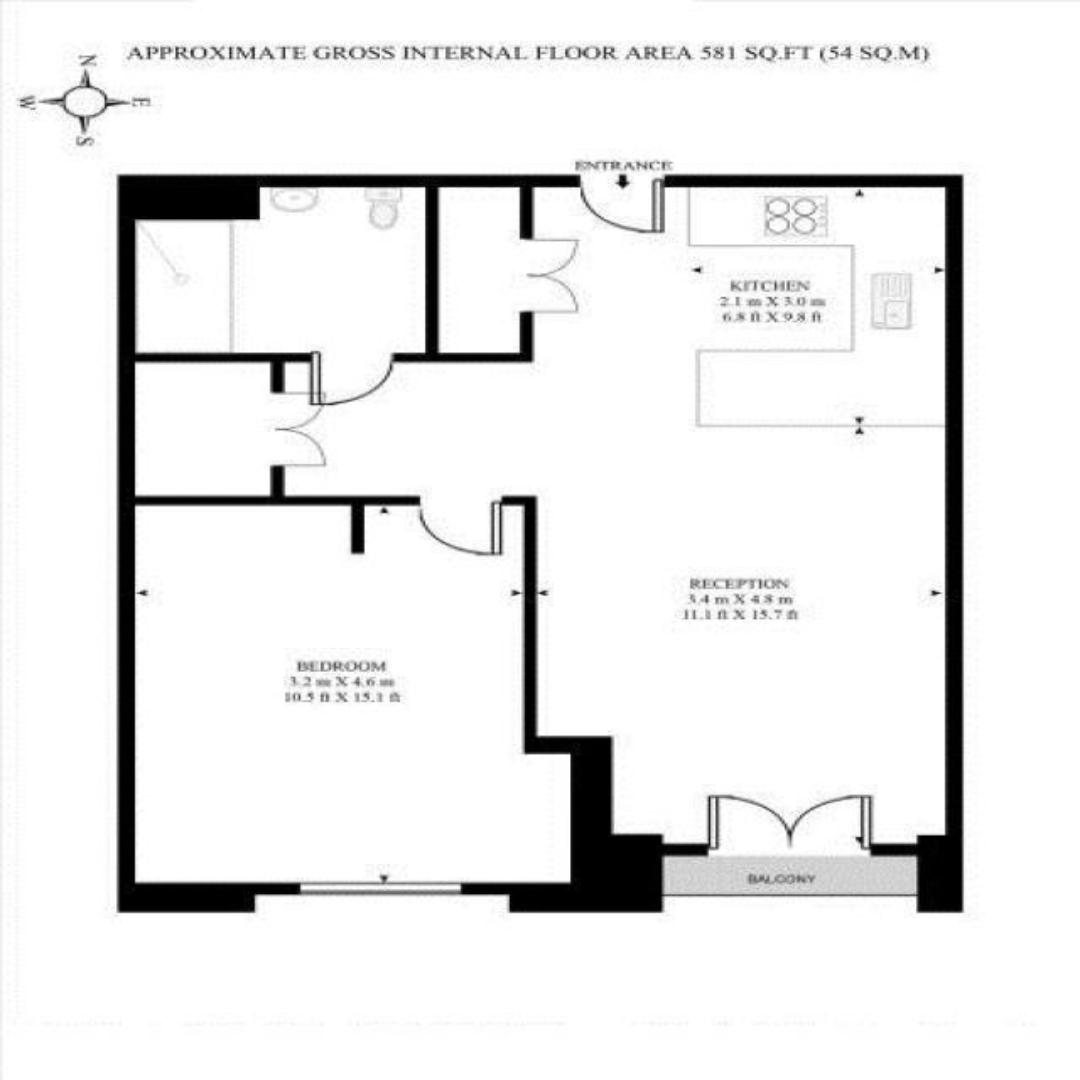 APPROXIMATE GROSS INTERNAL FLOOR AREA 581 SQ.FT (54 SQ.M)
N
W E
S
ENTRANCE
KITCHEN
2.1 m X 3.0 m
6.8 ft X 9.8 ft
RECEPTION
3.4 m X 4.8 m
11.1 ft X 15.7 ft
BEDROOM
3.2 m X 4.6 m
10.5 ft X 15.1 ft
BALCONY